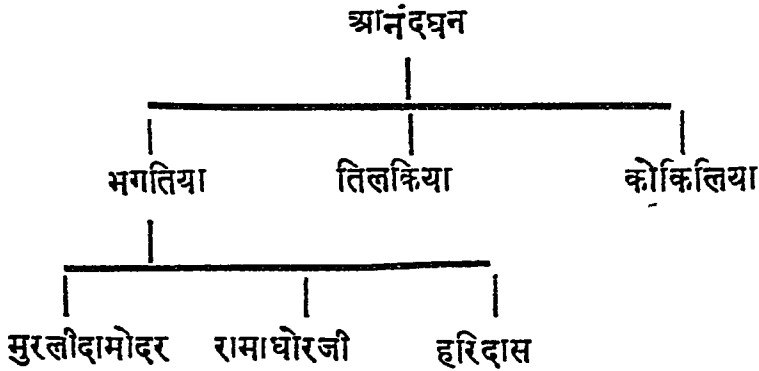 आनंदघन
भगतिया तिलकिया कोकिलिया
मुरलीदामोदर रामाघोरजी हरिदास